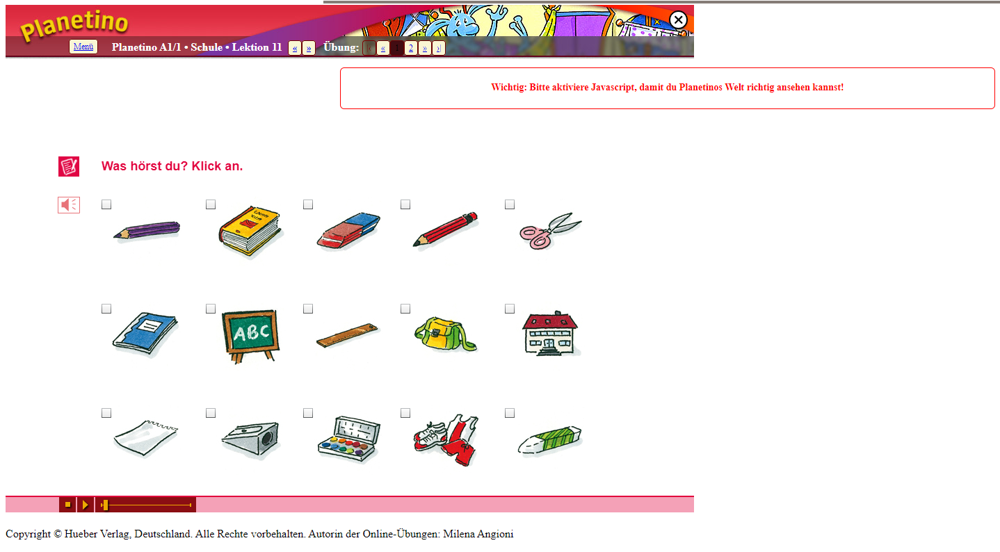 Planetino
Menü Planetino A1/1 • Schule • Lektion 11 « » Übung: |‹ « 1 2 » ›|
Wichtig: Bitte aktiviere Javascript, damit du Planetinos Welt richtig ansehen kannst!
Was hörst du? Klick an.
ABC
Copyright © Hueber Verlag, Deutschland. Alle Rechte vorbehalten. Autorin der Online-Übungen: Milena Angioni